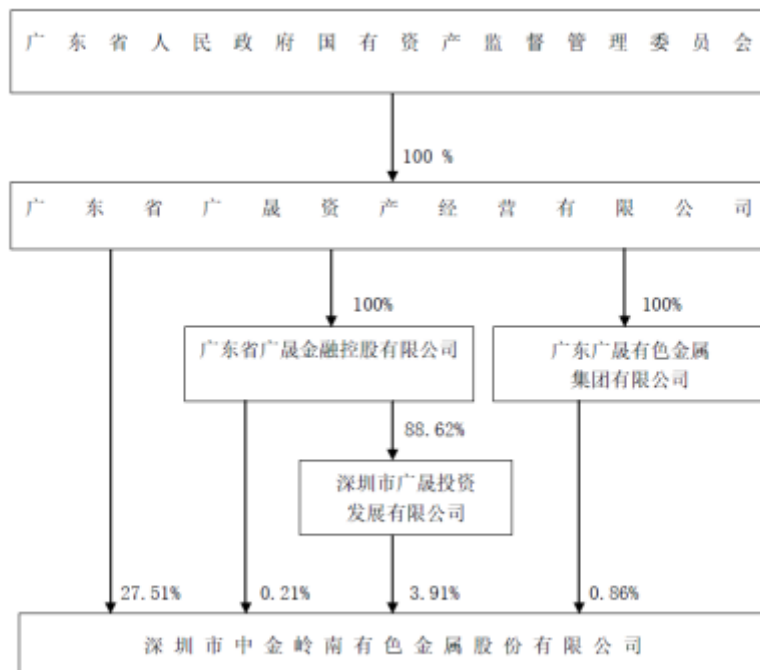 广东省人民政府国有资产监督管理委员会
100 %
广东省广晟资产经营有限公司
100%
100%
广东省广晟金融控股有限公司
广东广晟有色金属
集团有限公司
88.62%
深圳市广晟投资
发展有限公司
27.51%
0.21%
3.91%
0.86%
深圳市中金岭南有色金属股份有限公司